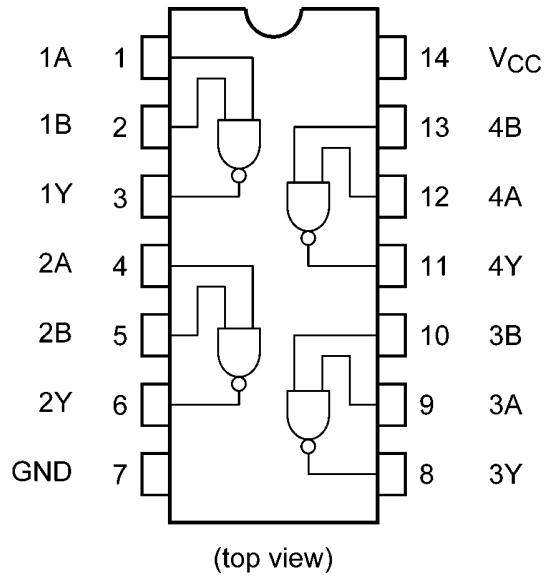 1A 1 14 VCC
1B 2 13 4B
1Y 3 12 4A
2A 4 11 4Y
2B 5 10 3B
2Y 6 9 3A
GND 7 8 3Y
(top view)